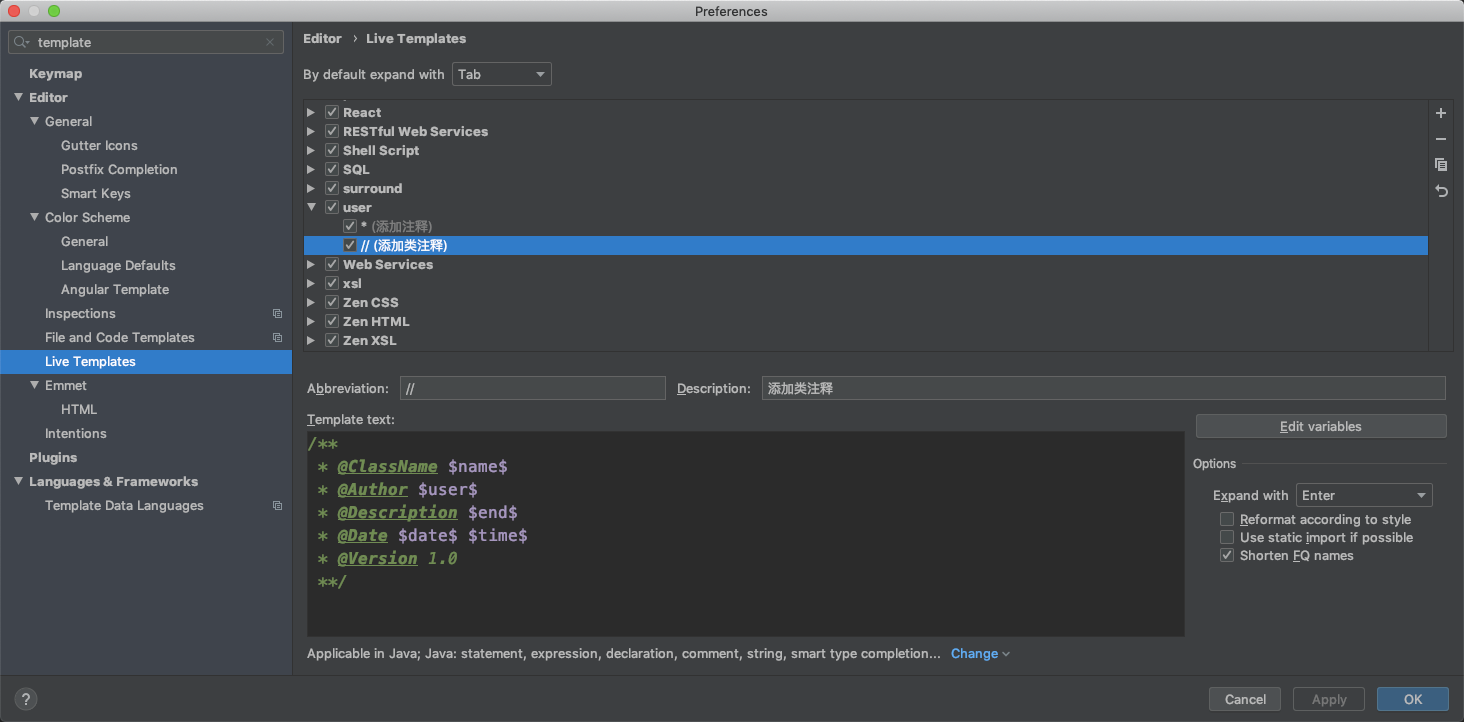 Preferences
template
Keymap
Editor
General
Gutter Icons
Postfix Completion
Smart Keys
Color Scheme
General
Language Defaults
Angular Template
Inspections
File and Code Templates
Live Templates
Emmet
HTML
Intentions
Plugins
Languages & Frameworks
Template Data Languages
Editor › Live Templates
By default expand with Tab
React
RESTful Web Services
Shell Script
SQL
surround
user
* (添加注释)
// (添加类注释)
Web Services
xsl
Zen CSS
Zen HTML
Zen XSL
Abbreviation: // Description: 添加类注释
Template text:
/**
* @ClassName $name$
* @Author $user$
* @Description $end$
* @Date $date$ $time$
* @Version 1.0
**/
Edit variables
Options
Expand with Enter
Reformat according to style
Use static import if possible
Shorten FQ names
Applicable in Java; Java: statement, expression, declaration, comment, string, smart type completion... Change
? Cancel Apply OK